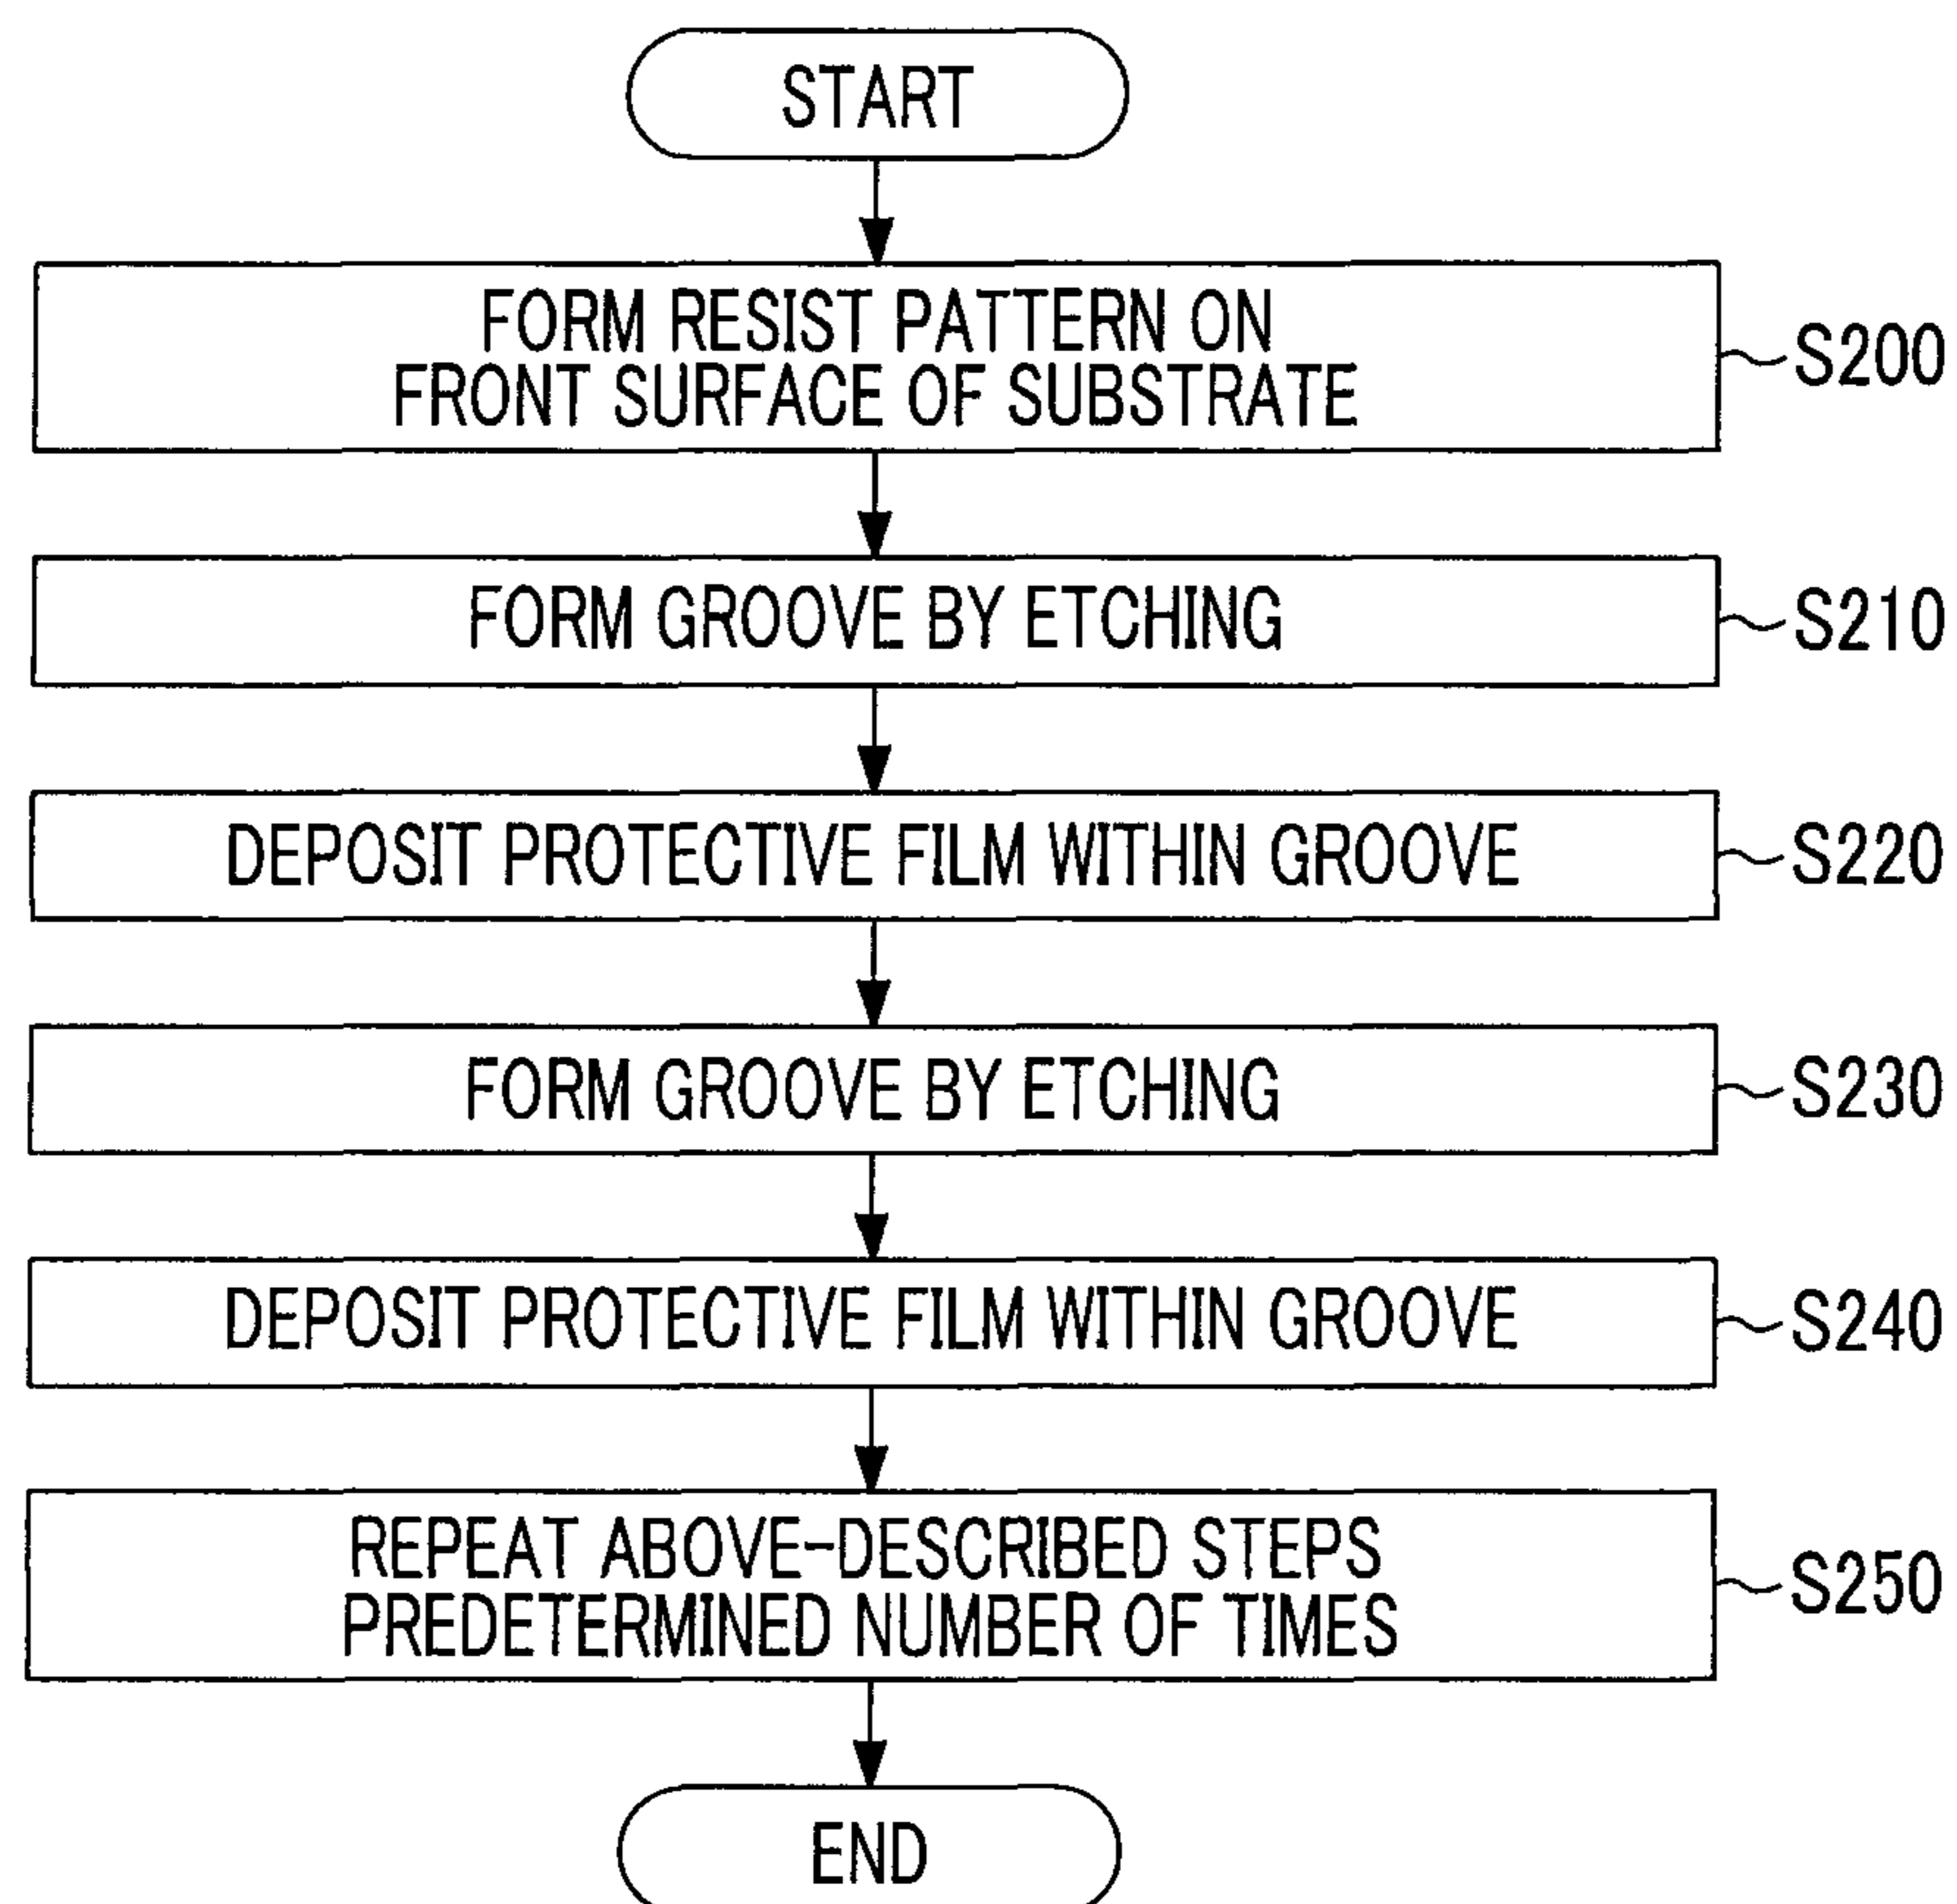 START
FORM RESIST PATTERN ON
FRONT SURFACE OF SUBSTRATE
S200
FORM GROOVE BY ETCHING
S210
DEPOSIT PROTECTIVE FILM WITHIN GROOVE
S220
FORM GROOVE BY ETCHING
S230
DEPOSIT PROTECTIVE FILM WITHIN GROOVE
S240
REPEAT ABOVE-DESCRIBED STEPS
PREDETERMINED NUMBER OF TIMES
S250
END